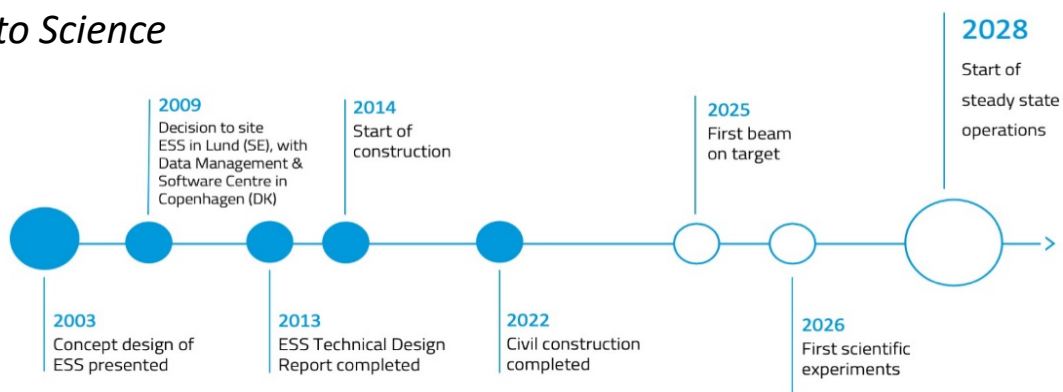 to Science
2003
Concept design of
ESS presented
2009
Decision to site
ESS in Lund (SE), with
Data Management &
Software Centre in
Copenhagen (DK)
2013
ESS Technical Design
Report completed
2014
Start of
construction
2022
Civil construction
completed
2025
First beam
on target
2026
First scientific
experiments
2028
Start of
steady state
operations